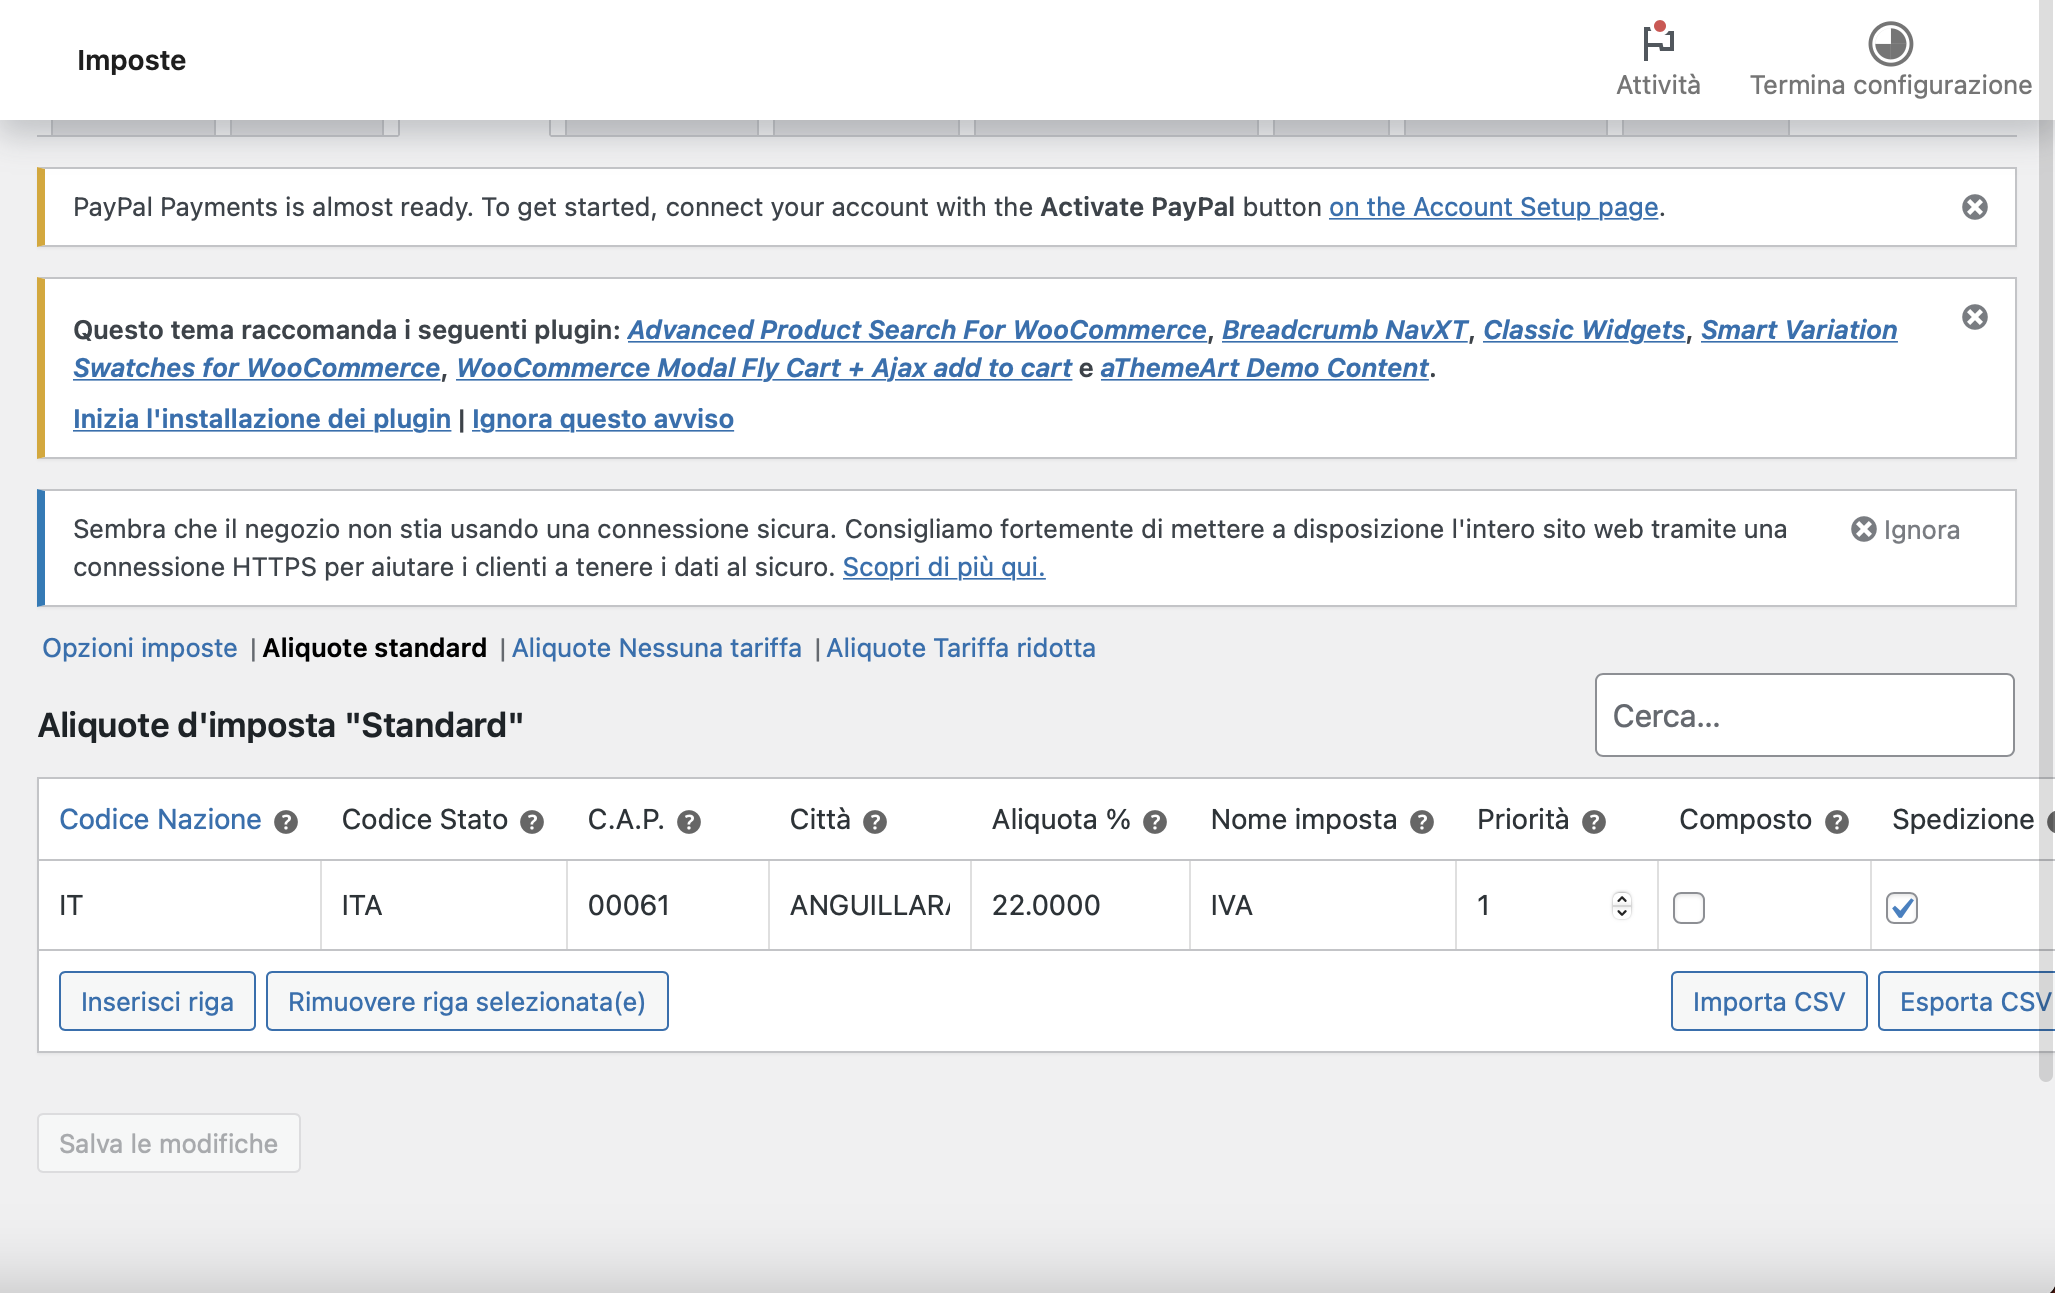 Imposte
Attività
Termina configurazione
PayPal Payments is almost ready. To get started, connect your account with the Activate PayPal button on the Account Setup page.
Questo tema raccomanda i seguenti plugin: Advanced Product Search For WooCommerce, Breadcrumb NavXT, Classic Widgets, Smart Variation
Swatches for WooCommerce, WooCommerce Modal Fly Cart + Ajax add to cart e aThemeArt Demo Content.
Inizia l'installazione dei plugin | Ignora questo avviso
Sembra che il negozio non stia usando una connessione sicura. Consigliamo fortemente di mettere a disposizione l'intero sito web tramite una
connessione HTTPS per aiutare i clienti a tenere i dati al sicuro. Scopri di più qui.
Ignora
Opzioni imposte | Aliquote standard | Aliquote Nessuna tariffa | Aliquote Tariffa ridotta
Cerca...
Aliquote d'imposta "Standard"
Codice Nazione Codice Stato C.A.P. Città Aliquota % Nome imposta Priorità Composto Spedizione
IT ITA 00061 ANGUILLARA 22.0000 IVA 1
Inserisci riga Rimuovere riga selezionata(e) Importa CSV Esporta CSV
Salva le modifiche